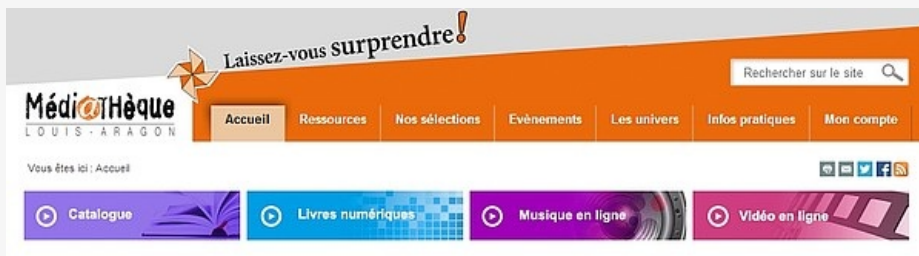 Laissez-vous surprendre!
Rechercher sur le site
Médi@THèque
LOUIS-ARAGON
Accueil Ressources Nos sélections Evènements Les univers Infos pratiques Mon compte
Vous êtes ici : Accueil
Catalogue Livres numériques Musique en ligne Vidéo en ligne